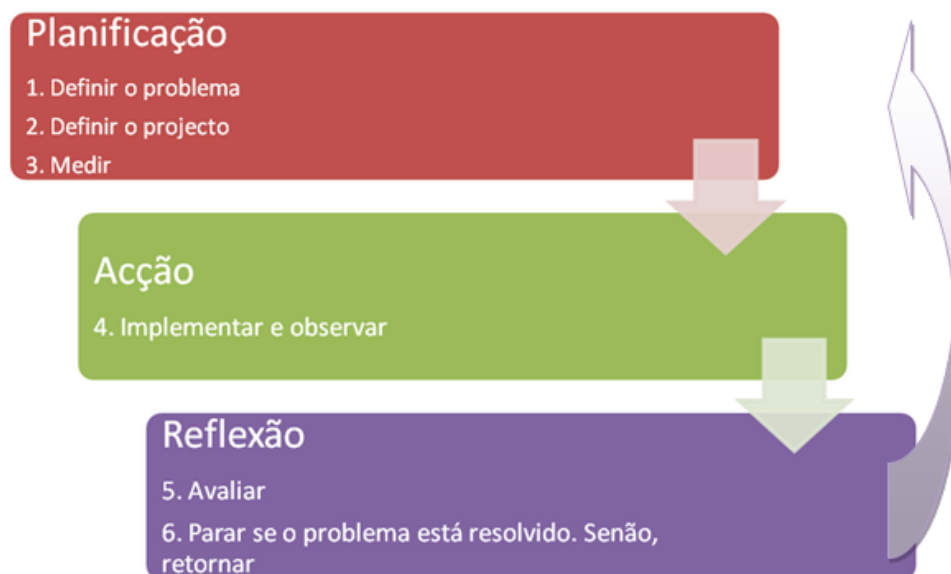 Planificação
1. Definir o problema
2. Definir o projecto
3. Medir
Acção
4. Implementar e observar
Reflexão
5. Avaliar
6. Parar se o problema está resolvido. Senão,
retornar